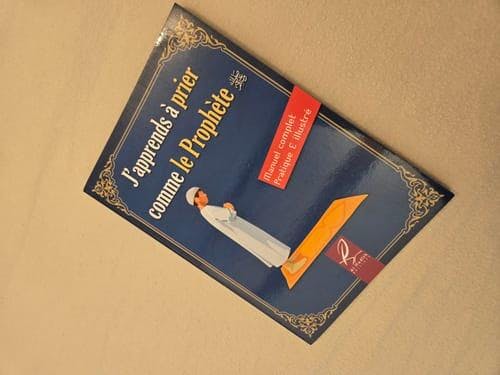 J'apprends à prier
comme le Prophète ﷺ
Manuel complet
Pratique & illustré